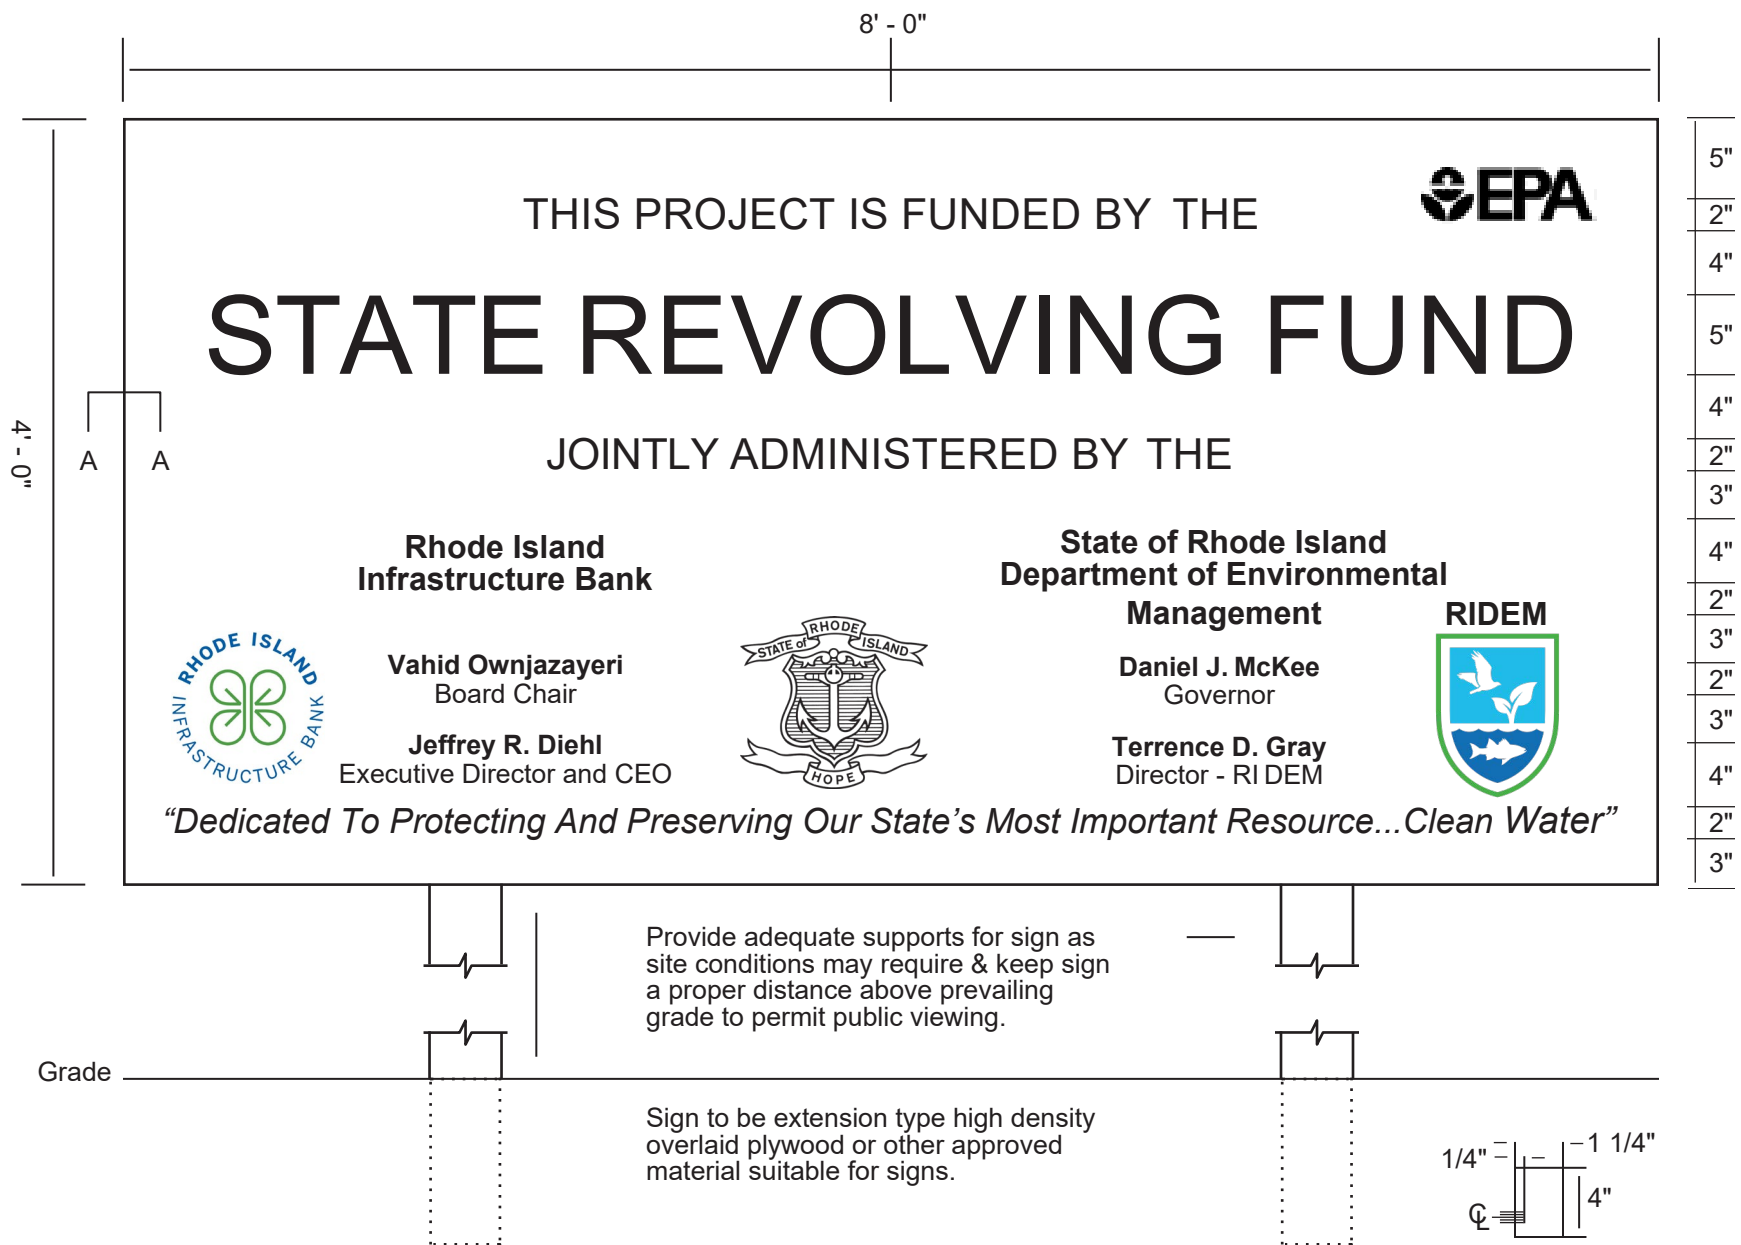 8' - 0"
5"
EPA
THIS PROJECT IS FUNDED BY THE
2"
4"
STATE REVOLVING FUND
5"
4"
4' - 0"
A A
JOINTLY ADMINISTERED BY THE
2"
3"
Rhode Island
Infrastructure Bank
State of Rhode Island
Department of Environmental
Management
4"
2"
RIDEM
RHODE ISLAND
INFRASTRUCTURE BANK
Vahid Ownjazayeri
Board Chair
Jeffrey R. Diehl
Executive Director and CEO
STATE of RHODE ISLAND
HOPE
Daniel J. McKee
Governor
Terrence D. Gray
Director - RI DEM
3"
2"
3"
4"
“Dedicated To Protecting And Preserving Our State’s Most Important Resource...Clean Water”
2"
3"
Provide adequate supports for sign as
site conditions may require & keep sign
a proper distance above prevailing
grade to permit public viewing.
Grade
Sign to be extension type high density
overlaid plywood or other approved
material suitable for signs.
1 1/4"
1/4"
4"
℄